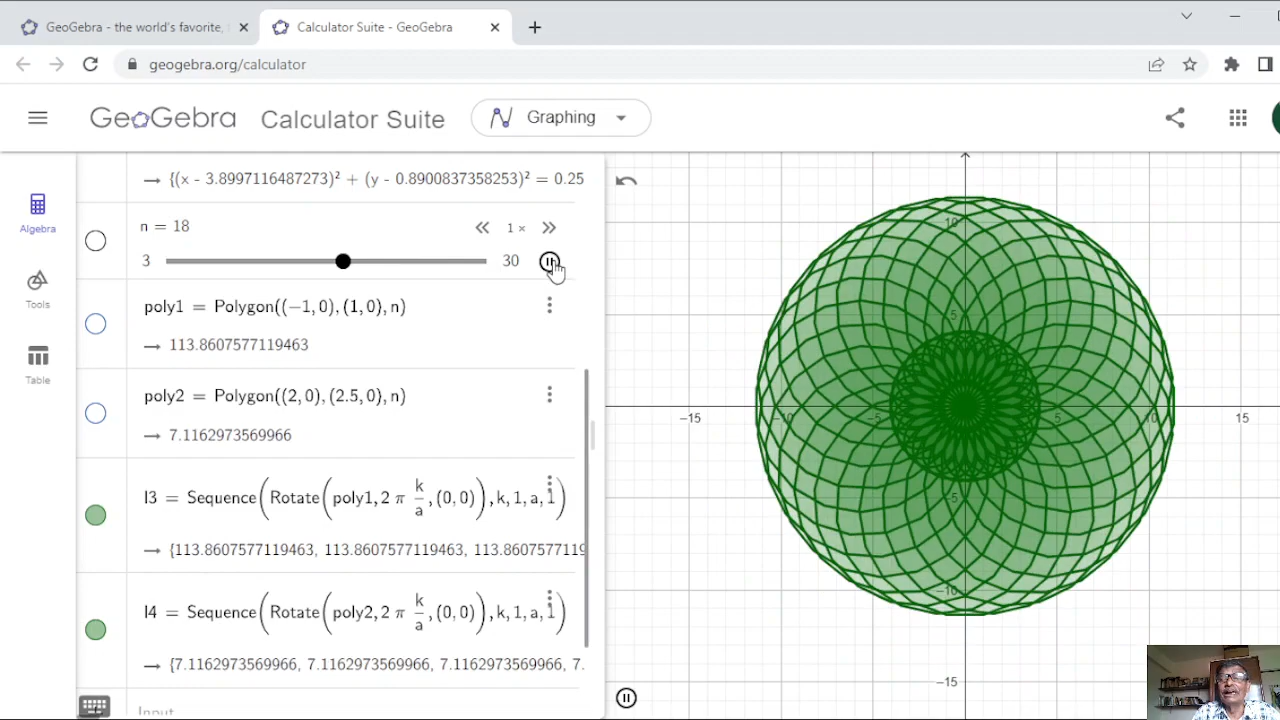 GeoGebra - the world's favorite,
Calculator Suite - GeoGebra
geogebra.org/calculator
GeoGebra Calculator Suite Graphing
→ {(x - 3.8997116487273)² + (y - 0.8900837358253)² = 0.25
n = 18 1 ×
3 30
poly1 = Polygon((−1, 0), (1, 0), n)
→ 113.8607577119463
poly2 = Polygon((2, 0), (2.5, 0), n)
→ 7.1162973569966
l3 = Sequence(Rotate(poly1, 2 π k/a, (0, 0)), k, 1, a, 1)
→ {113.8607577119463, 113.8607577119463, 113.8607577119
l4 = Sequence(Rotate(poly2, 2 π k/a, (0, 0)), k, 1, a, 1)
→ {7.1162973569966, 7.1162973569966, 7.1162973569966, 7.
Input
Algebra
Tools
Table
10
5
−15 −10 −5 5 10 15
−5
−10
−15